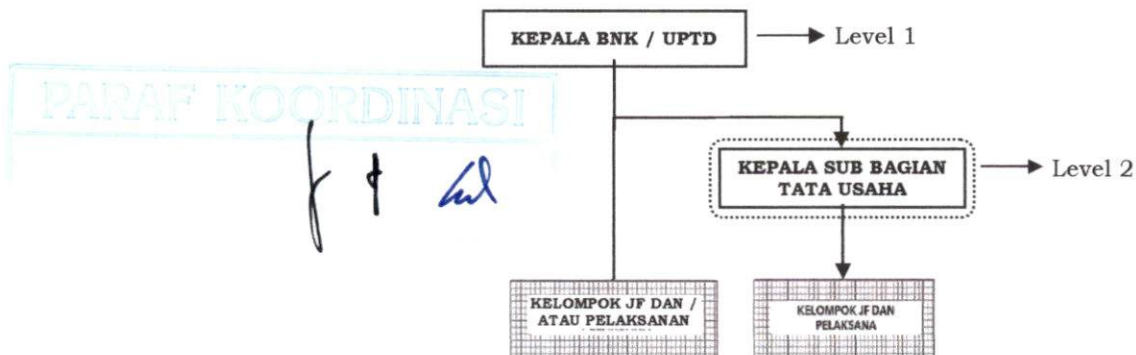 KEPALA BNK / UPTD
Level 1
PARAF KOORDINASI
KEPALA SUB BAGIAN
TATA USAHA
Level 2
KELOMPOK JF DAN /
ATAU PELAKSANAN
KELOMPOK JF DAN
PELAKSANA